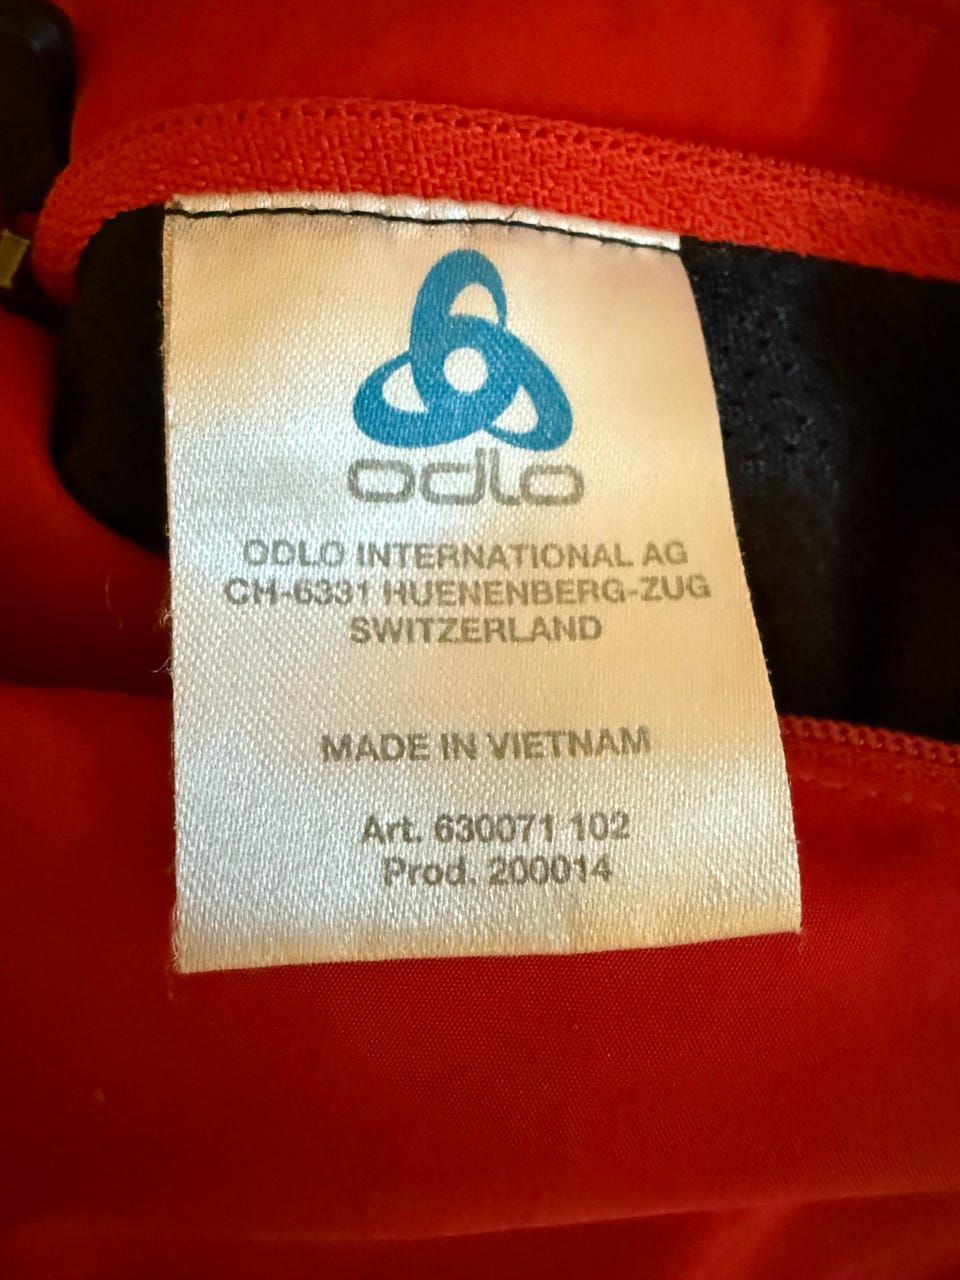 odlo
ODLO INTERNATIONAL AG
CH-6331 HUENENBERG-ZUG
SWITZERLAND
MADE IN VIETNAM
Art. 630071 102
Prod. 200014